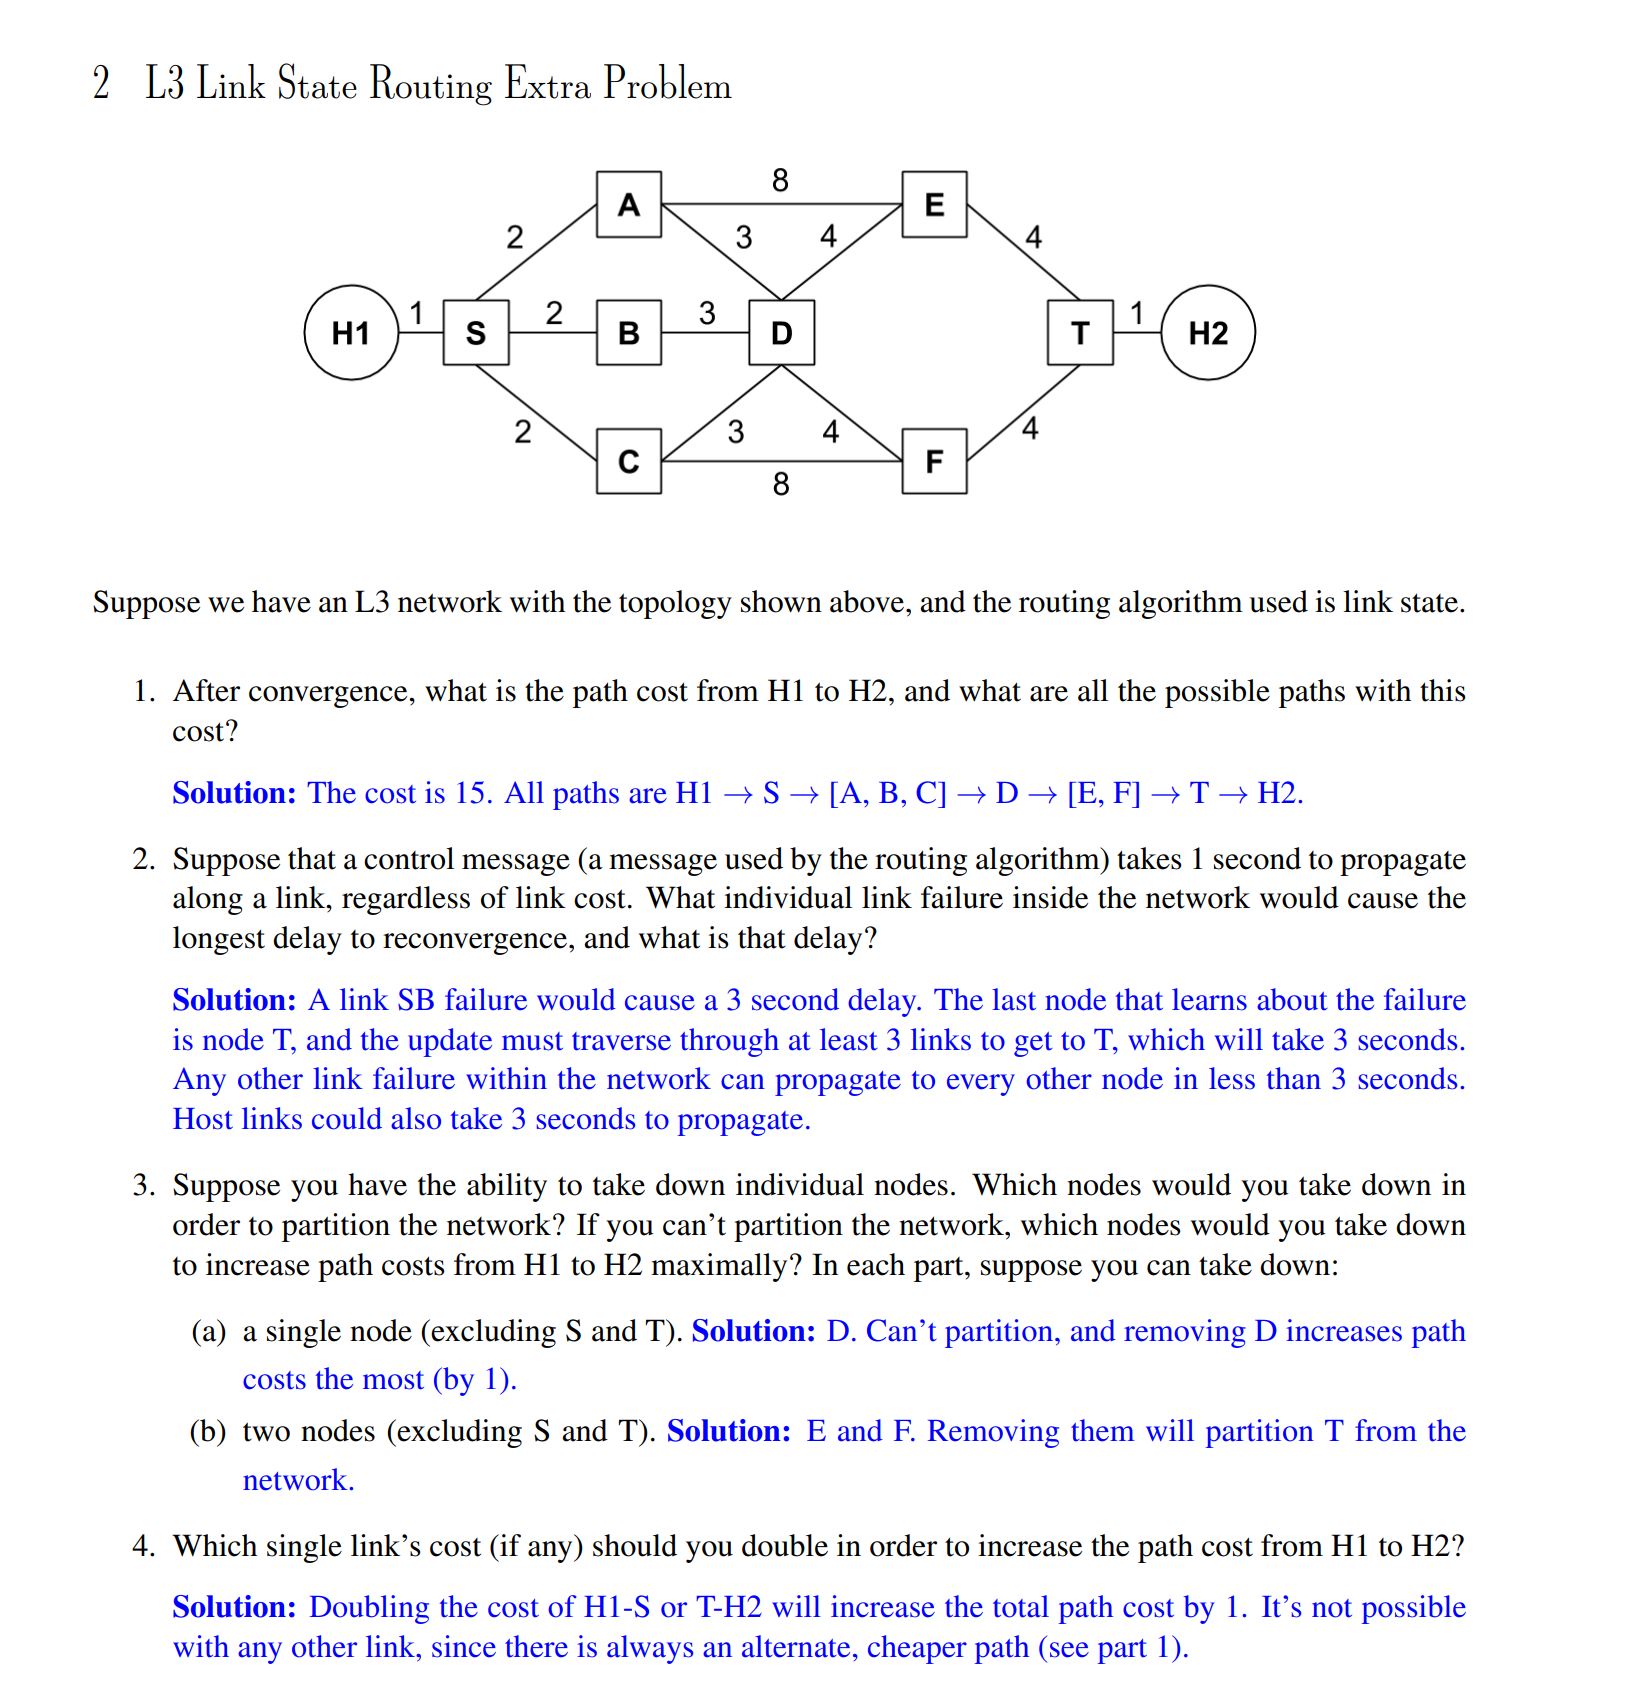 2 L3 Link State Routing Extra Problem
8
A
E
2
3
4
4
1
2
3
1
H1
S
B
D
T
H2
2
3
4
4
C
F
8
Suppose we have an L3 network with the topology shown above, and the routing algorithm used is link state.
1. After convergence, what is the path cost from H1 to H2, and what are all the possible paths with this
cost?
Solution: The cost is 15. All paths are H1 → S → [A, B, C] → D → [E, F] → T → H2.
2. Suppose that a control message (a message used by the routing algorithm) takes 1 second to propagate
along a link, regardless of link cost. What individual link failure inside the network would cause the
longest delay to reconvergence, and what is that delay?
Solution: A link SB failure would cause a 3 second delay. The last node that learns about the failure
is node T, and the update must traverse through at least 3 links to get to T, which will take 3 seconds.
Any other link failure within the network can propagate to every other node in less than 3 seconds.
Host links could also take 3 seconds to propagate.
3. Suppose you have the ability to take down individual nodes. Which nodes would you take down in
order to partition the network? If you can't partition the network, which nodes would you take down
to increase path costs from H1 to H2 maximally? In each part, suppose you can take down:
(a) a single node (excluding S and T). Solution: D. Can't partition, and removing D increases path
costs the most (by 1).
(b) two nodes (excluding S and T). Solution: E and F. Removing them will partition T from the
network.
4. Which single link's cost (if any) should you double in order to increase the path cost from H1 to H2?
Solution: Doubling the cost of H1-S or T-H2 will increase the total path cost by 1. It's not possible
with any other link, since there is always an alternate, cheaper path (see part 1).